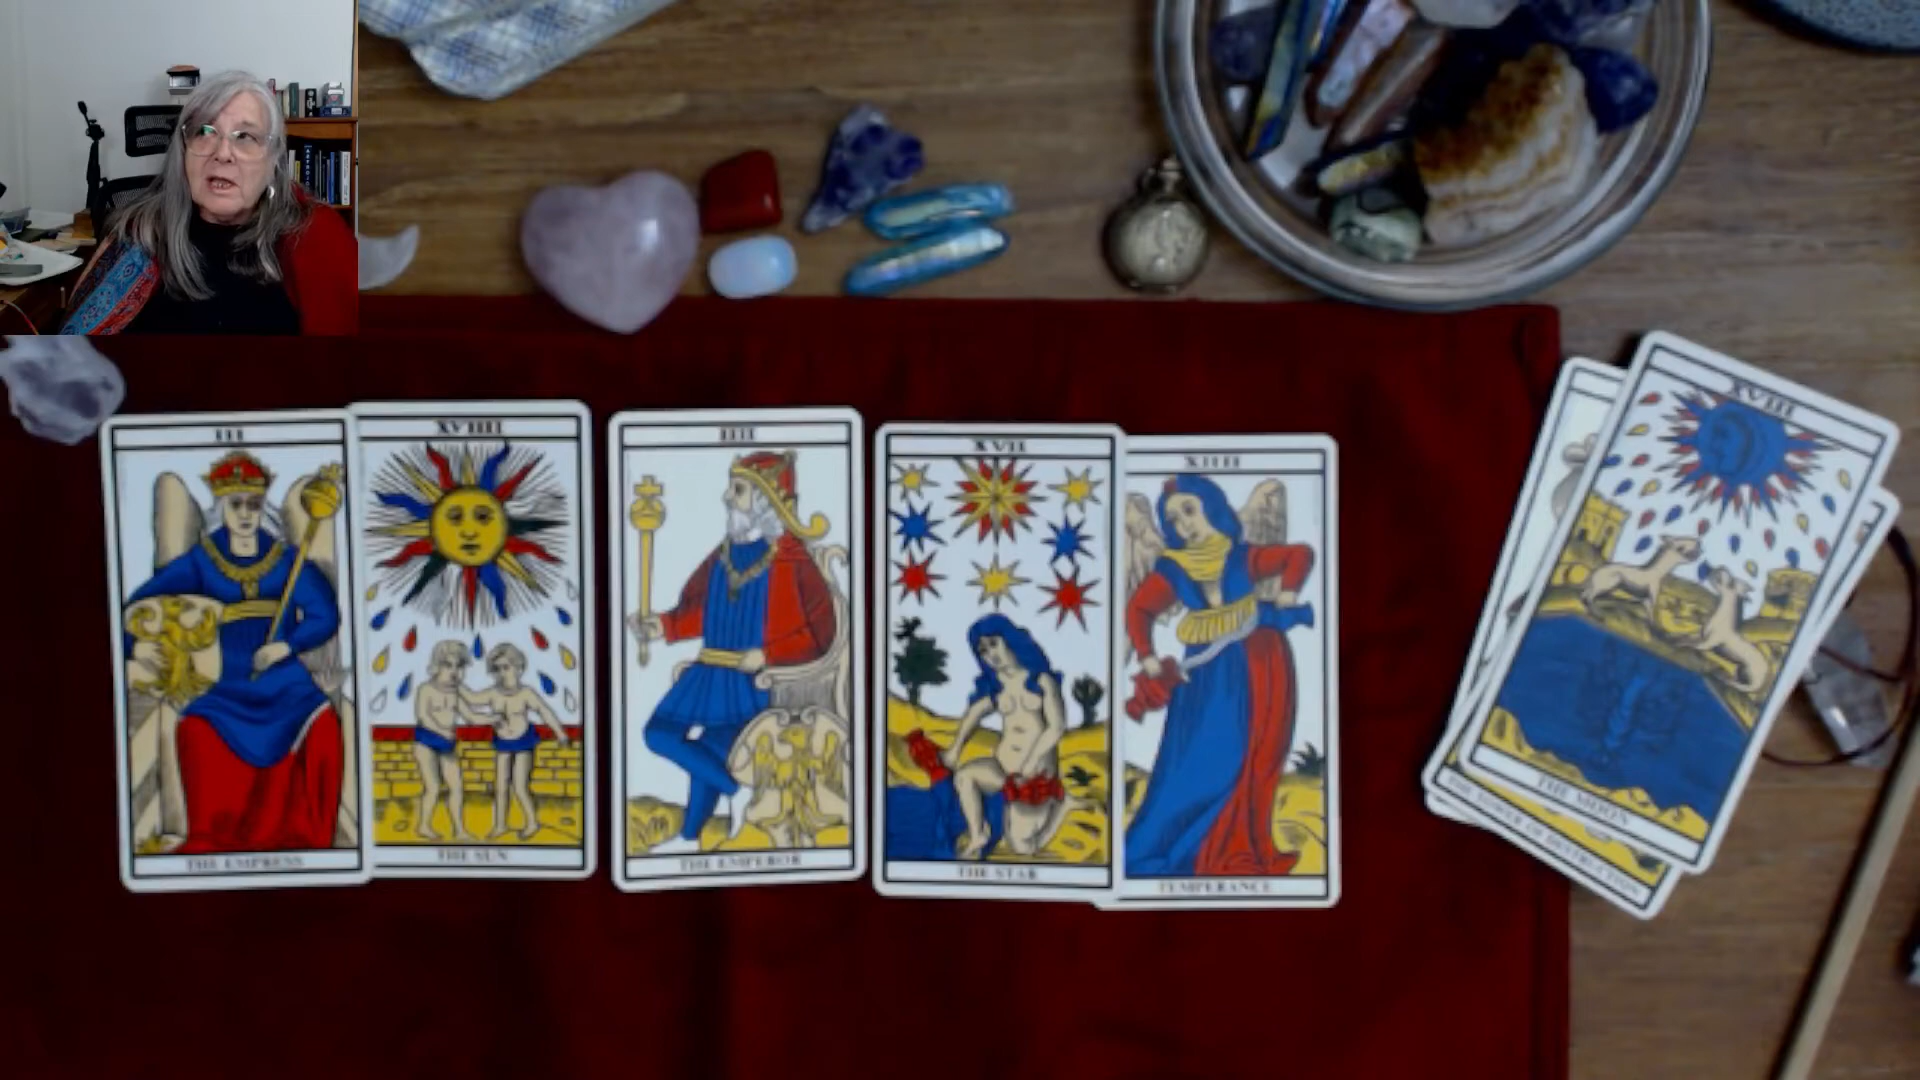 III
XVIIII
IIII
XVII
XIIII
XVIII
THE EMPRESS
THE SUN
THE EMPEROR
THE STAR
TEMPERANCE
THE MOON
THE TOWER OF DESTRUCTION